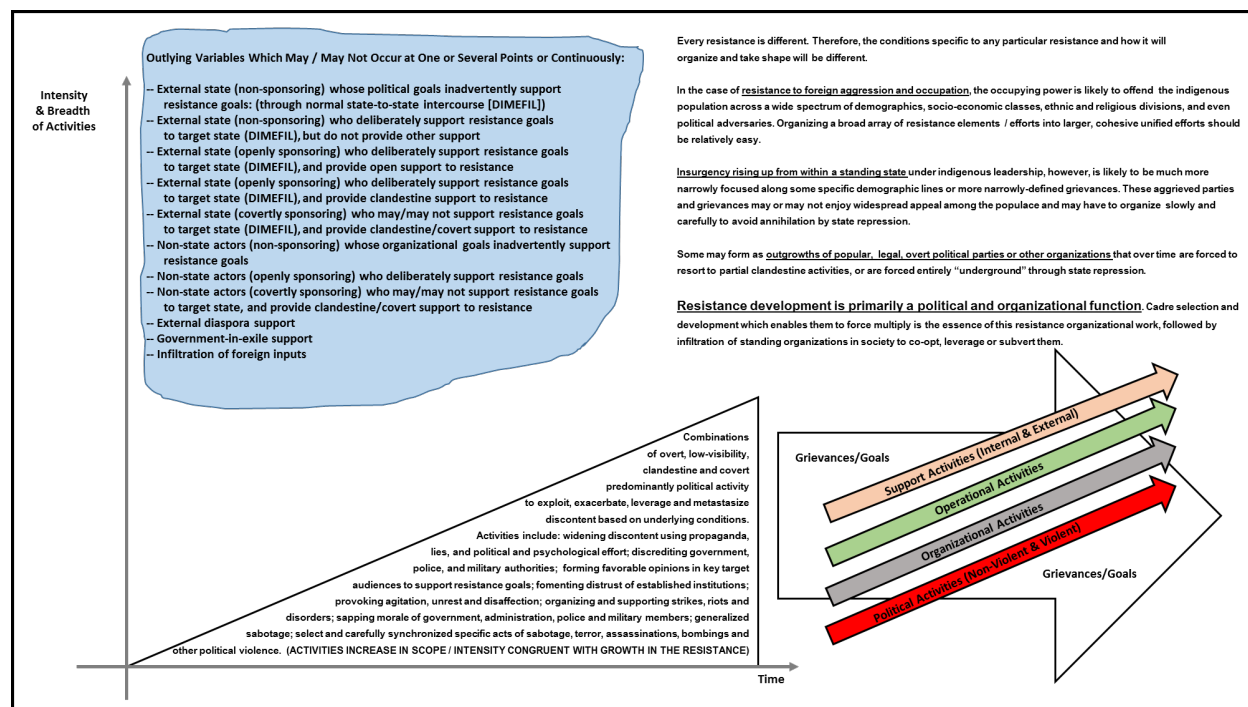 Intensity
& Breadth
of Activities
Outlying Variables Which May / May Not Occur at One or Several Points or Continuously:
-- External state (non-sponsoring) whose political goals inadvertently support
resistance goals: (through normal state-to-state intercourse [DIMEFIL])
-- External state (non-sponsoring) who deliberately support resistance goals
to target state (DIMEFIL), but do not provide other support
-- External state (openly sponsoring) who deliberately support resistance goals
to target state (DIMEFIL), and provide open support to resistance
-- External state (openly sponsoring) who deliberately support resistance goals
to target state (DIMEFIL), and provide clandestine support to resistance
-- External state (covertly sponsoring) who may/may not support resistance goals
to target state (DIMEFIL), and provide clandestine/covert support to resistance
-- Non-state actors (non-sponsoring) whose organizational goals inadvertently support
resistance goals
-- Non-state actors (openly sponsoring) who deliberately support resistance goals
-- Non-state actors (covertly sponsoring) who may/may not support resistance goals
to target state, and provide clandestine/covert support to resistance
-- External diaspora support
-- Government-in-exile support
-- Infiltration of foreign inputs
Every resistance is different. Therefore, the conditions specific to any particular resistance and how it will
organize and take shape will be different.
In the case of resistance to foreign aggression and occupation, the occupying power is likely to offend the indigenous
population across a wide spectrum of demographics, socio-economic classes, ethnic and religious divisions, and even
political adversaries. Organizing a broad array of resistance elements / efforts into larger, cohesive unified efforts should
be relatively easy.
Insurgency rising up from within a standing state under indigenous leadership, however, is likely to be much more
narrowly focused along some specific demographic lines or more narrowly-defined grievances. These aggrieved parties
and grievances may or may not enjoy widespread appeal among the populace and may have to organize slowly and
carefully to avoid annihilation by state repression.
Some may form as outgrowths of popular, legal, overt political parties or other organizations that over time are forced to
resort to partial clandestine activities, or are forced entirely “underground” through state repression.
Resistance development is primarily a political and organizational function. Cadre selection and
development which enables them to force multiply is the essence of this resistance organizational work, followed by
infiltration of standing organizations in society to co-opt, leverage or subvert them.
Combinations
of overt, low-visibility,
clandestine and covert
predominantly political activity
to exploit, exacerbate, leverage and metastasize
discontent based on underlying conditions.
Activities include: widening discontent using propaganda,
lies, and political and psychological effort; discrediting government,
police, and military authorities; forming favorable opinions in key target
audiences to support resistance goals; fomenting distrust of established institutions;
provoking agitation, unrest and disaffection; organizing and supporting strikes, riots and
disorders; sapping morale of government, administration, police and military members; generalized
sabotage; select and carefully synchronized specific acts of sabotage, terror, assassinations, bombings and
other political violence. (ACTIVITIES INCREASE IN SCOPE / INTENSITY CONGRUENT WITH GROWTH IN THE RESISTANCE)
Time
Grievances/Goals
Support Activities (Internal & External)
Operational Activities
Organizational Activities
Political Activities (Non-Violent & Violent)
Grievances/Goals